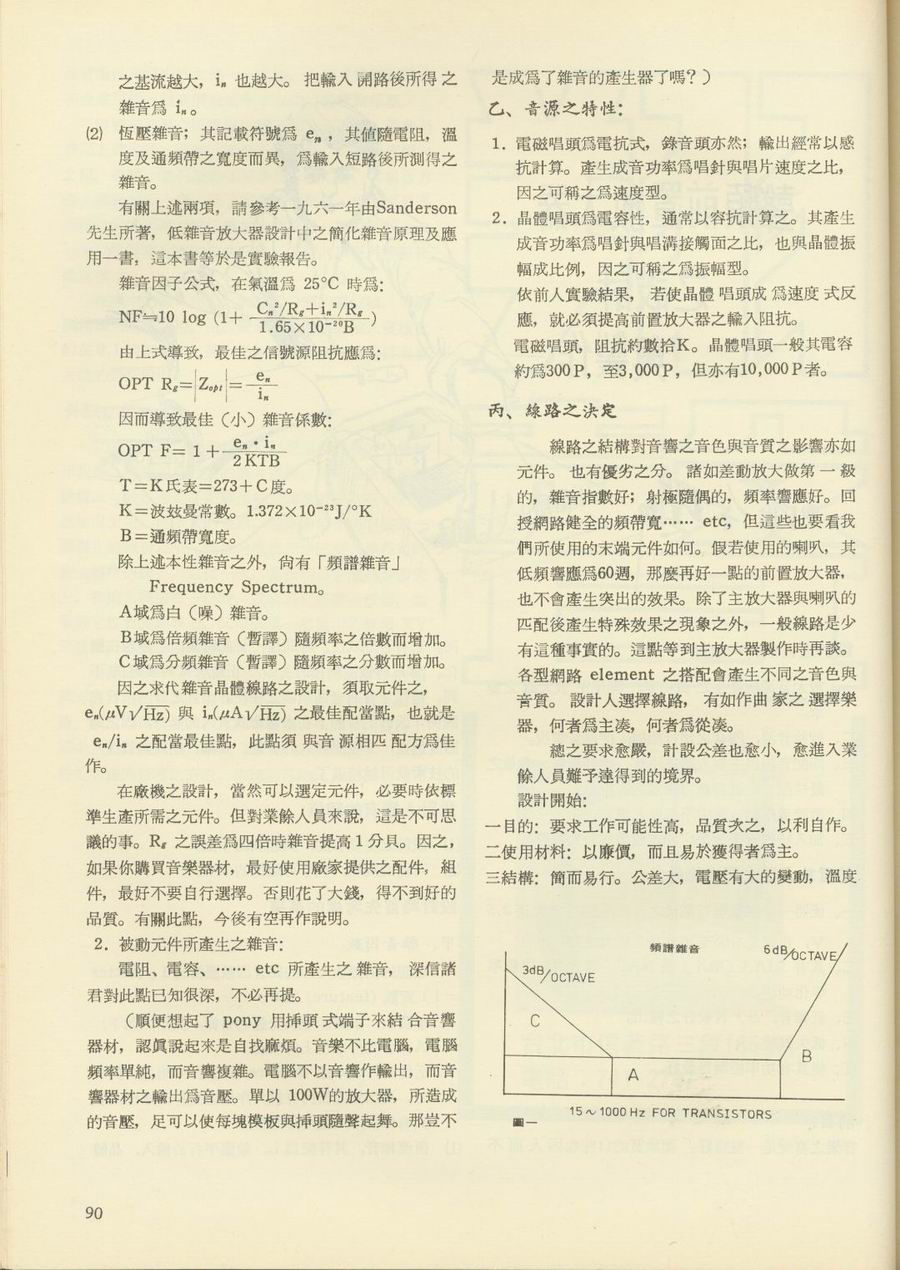 之基流越大，iₙ 也越大。把輸入開路後所得之
雜音爲 iₙ。
(2) 恆壓雜音；其記載符號爲 eₙ，其值隨電阻，溫
度及通頻帶之寬度而異，爲輸入短路後所測得之
雜音。
有關上述兩項，請參考一九六一年由Sanderson
先生所著，低雜音放大器設計中之簡化雜音原理及應
用一書，這本書等於是實驗報告。
雜音因子公式，在氣溫爲 25°C 時爲：
NF≒10 log (1+ Cₙ²/Rg+iₙ²/Rg / 1.65×10⁻²⁰B )
由上式導致，最佳之信號源阻抗應爲：
OPT Rg=|Zopt|= eₙ / iₙ
因而導致最佳（小）雜音係數：
OPT F= 1 + eₙ・iₙ / 2KTB
T＝K氏表＝273＋C度。
K＝波玆曼常數。1.372×10⁻²³J/°K
B＝通頻帶寬度。
除上述本性雜音之外，尙有「頻譜雜音」
Frequency Spectrum。
A域爲白（噪）雜音。
B域爲倍頻雜音（暫譯）隨頻率之倍數而增加。
C域爲分頻雜音（暫譯）隨頻率之分數而增加。
因之求代雜音晶體線路之設計，須取元件之，
eₙ(μV√Hz) 與 iₙ(μA√Hz) 之最佳配當點，也就是
eₙ/iₙ 之配當最佳點，此點須與音源相匹配方爲佳
作。
在廠機之設計，當然可以選定元件，必要時依標
準生產所需之元件。但對業餘人員來說，這是不可思
議的事。Rg 之誤差爲四倍時雜音提高1分貝。因之，
如果你購買音樂器材，最好使用廠家提供之配件，組
件，最好不要自行選擇。否則花了大錢，得不到好的
品質。有關此點，今後有空再作說明。
2．被動元件所產生之雜音：
電阻、電容、…… etc 所產生之雜音，深信諸
君對此點已知很深，不必再提。
（順便想起了 pony 用揷頭式端子來結合音響
器材，認眞說起來是自找麻煩。音樂不比電腦，電腦
頻率單純，而音響複雜。電腦不以音響作輸出，而音
響器材之輸出爲音壓。單以 100W的放大器，所造成
的音壓，足可以使每塊模板與揷頭隨聲起舞。那豈不
是成爲了雜音的產生器了嗎？）
乙、音源之特性：
1．電磁唱頭爲電抗式，錄音頭亦然；輸出經常以感
抗計算。產生成音功率爲唱針與唱片速度之比，
因之可稱之爲速度型。
2．晶體唱頭爲電容性，通常以容抗計算之。其產生
成音功率爲唱針與唱溝接觸面之比，也與晶體振
幅成比例，因之可稱之爲振幅型。
依前人實驗結果，若使晶體唱頭成爲速度式反
應，就必須提高前置放大器之輸入阻抗。
電磁唱頭，阻抗約數拾K。晶體唱頭一般其電容
約爲300P，至3,000P，但亦有10,000P者。
丙、線路之決定
線路之結構對音響之音色與音質之影響亦如
元件。也有優劣之分。諸如差動放大做第一級
的，雜音指數好；射極隨偶的，頻率響應好。回
授網路健全的頻帶寬…… etc，但這些也要看我
們所使用的末端元件如何。假若使用的喇叭，其
低頻響應爲60週，那麼再好一點的前置放大器，
也不會產生突出的效果。除了主放大器與喇叭的
匹配後產生特殊效果之現象之外，一般線路是少
有這種事實的。這點等到主放大器製作時再談。
各型網路 element 之搭配會產生不同之音色與
音質。設計人選擇線路，有如作曲家之選擇樂
器，何者爲主凑，何者爲從凑。
總之要求愈嚴，計設公差也愈小，愈進入業
餘人員難予達得到的境界。
設計開始：
一目的：要求工作可能性高，品質次之，以利自作。
二使用材料：以廉價，而且易於獲得者爲主。
三結構：簡而易行。公差大，電壓有大的變動，溫度
頻譜雜音
6dB/OCTAVE
3dB/OCTAVE
C
B
A
15～1000 Hz FOR TRANSISTORS
圖一
90